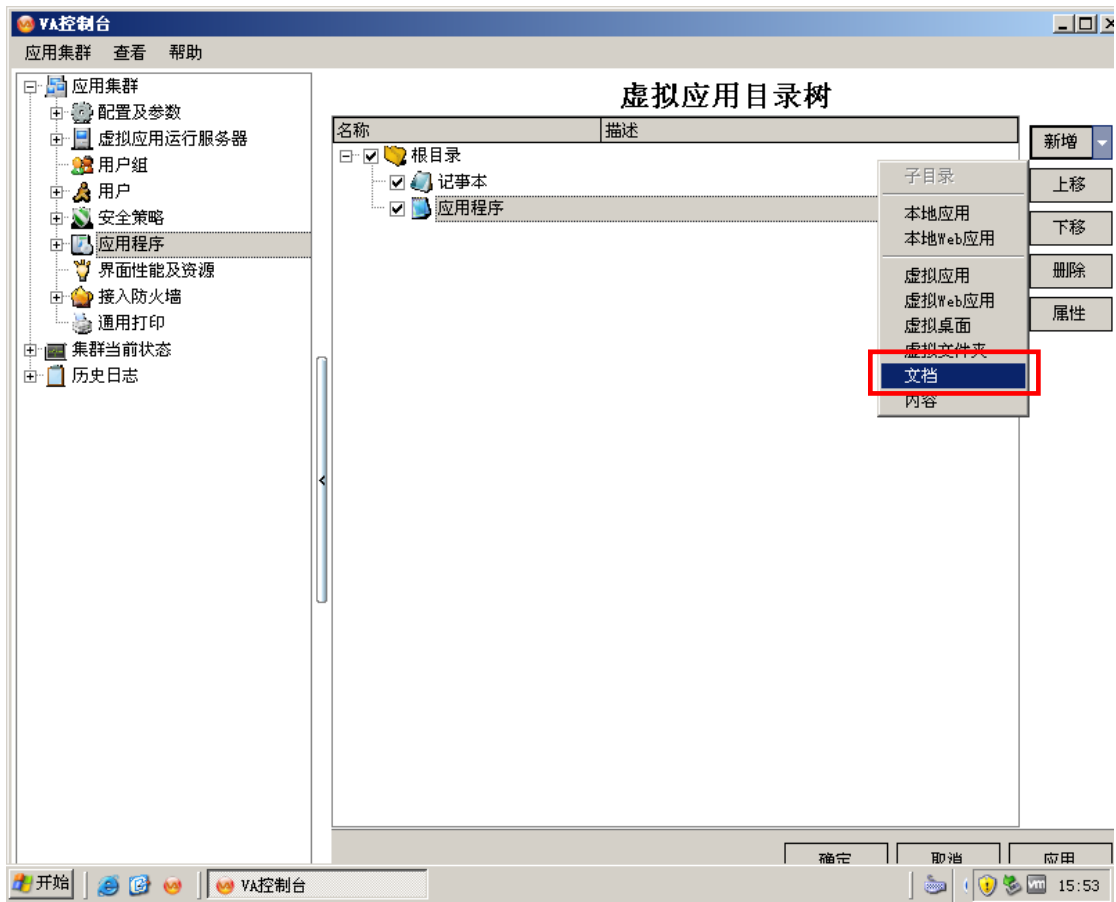 VA控制台
应用集群 查看 帮助
应用集群
配置及参数
虚拟应用运行服务器
用户组
用户
安全策略
应用程序
界面性能及资源
接入防火墙
通用打印
集群当前状态
历史日志
虚拟应用目录树
名称 描述
根目录
记事本
应用程序
新增
上移
下移
删除
属性
子目录
本地应用
本地Web应用
虚拟应用
虚拟Web应用
虚拟桌面
虚拟文件夹
文档
内容
确定 取消 应用
开始 VA控制台 15:53